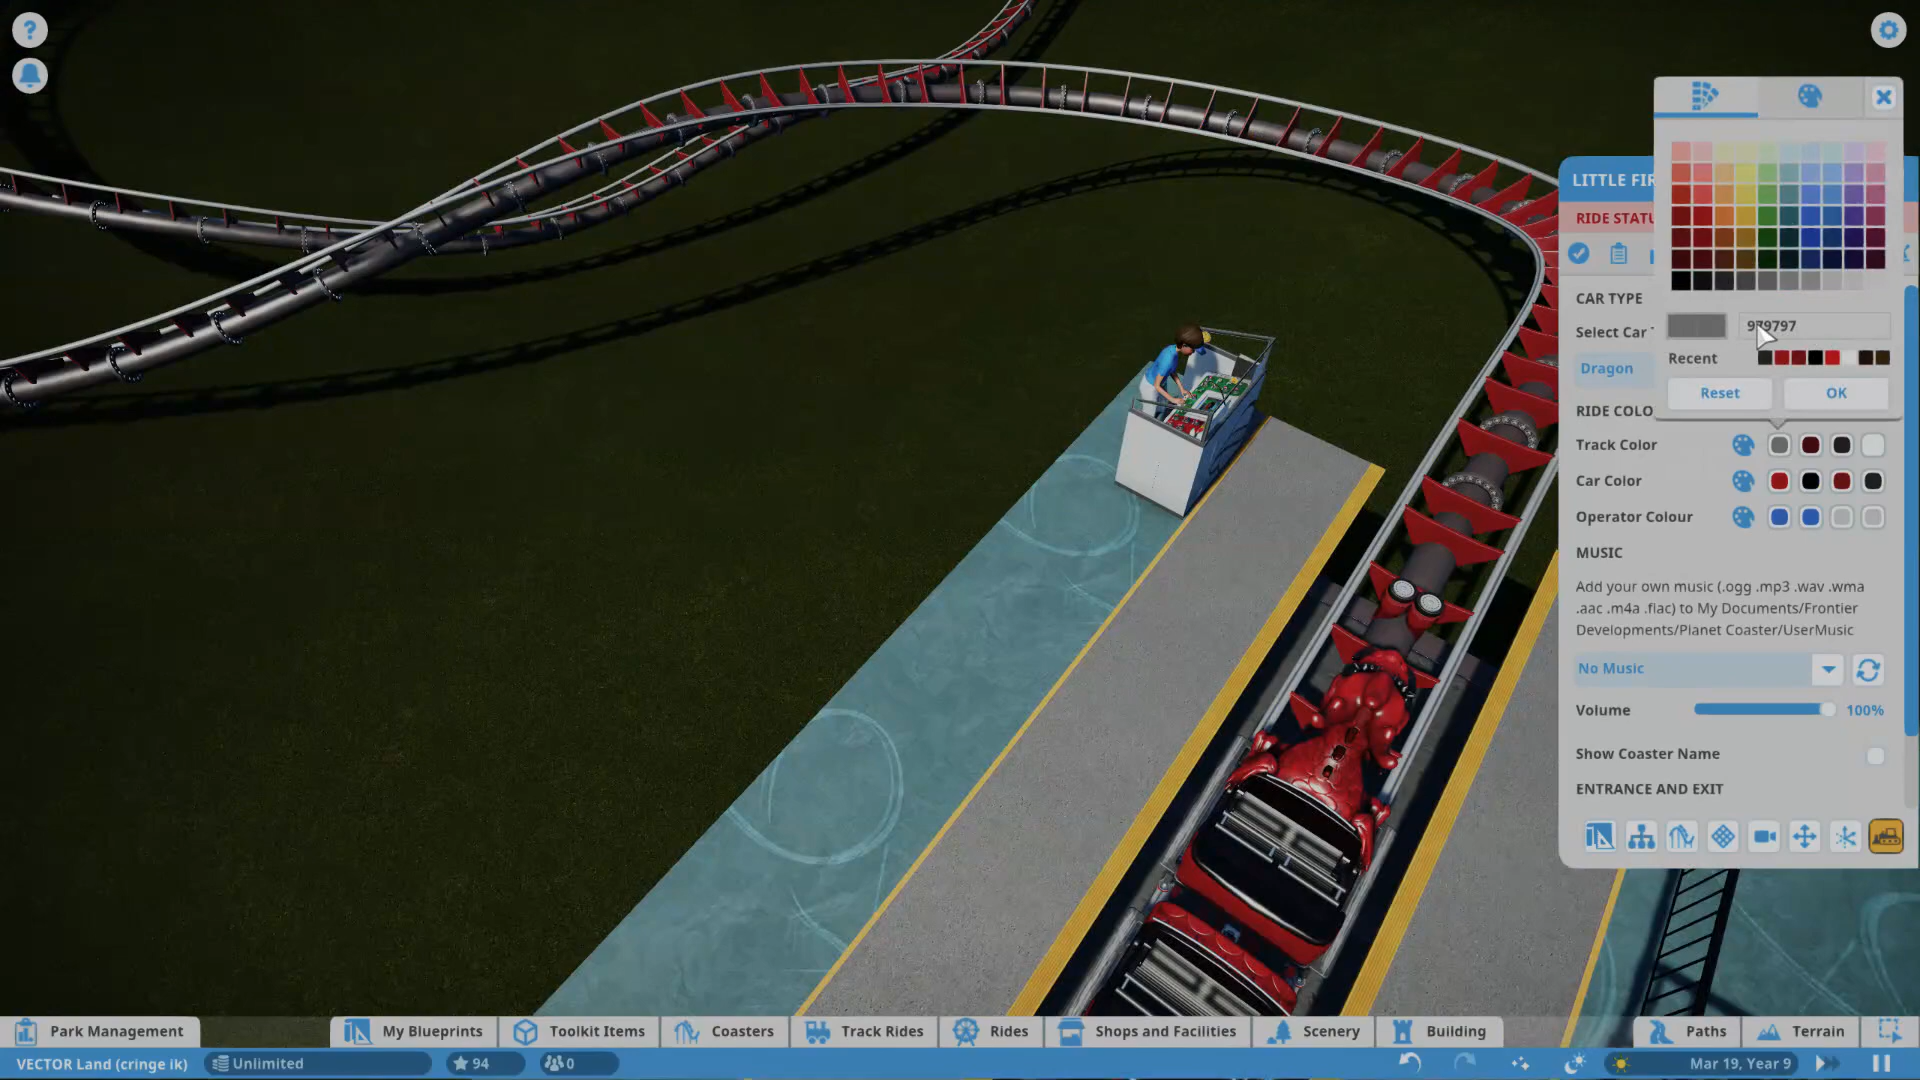 ?
LITTLE FIR
RIDE STATU
CAR TYPE
Select Car T
979797
Recent
Dragon
Reset
OK
RIDE COLO
Track Color
Car Color
Operator Colour
MUSIC
Add your own music (.ogg .mp3 .wav .wma
.aac .m4a .flac) to My Documents/Frontier
Developments/Planet Coaster/UserMusic
No Music
Volume
100%
Show Coaster Name
ENTRANCE AND EXIT
Park Management
My Blueprints
Toolkit Items
Coasters
Track Rides
Rides
Shops and Facilities
Scenery
Building
Paths
Terrain
VECTOR Land (cringe ik)
Unlimited
94
0
Mar 19, Year 9